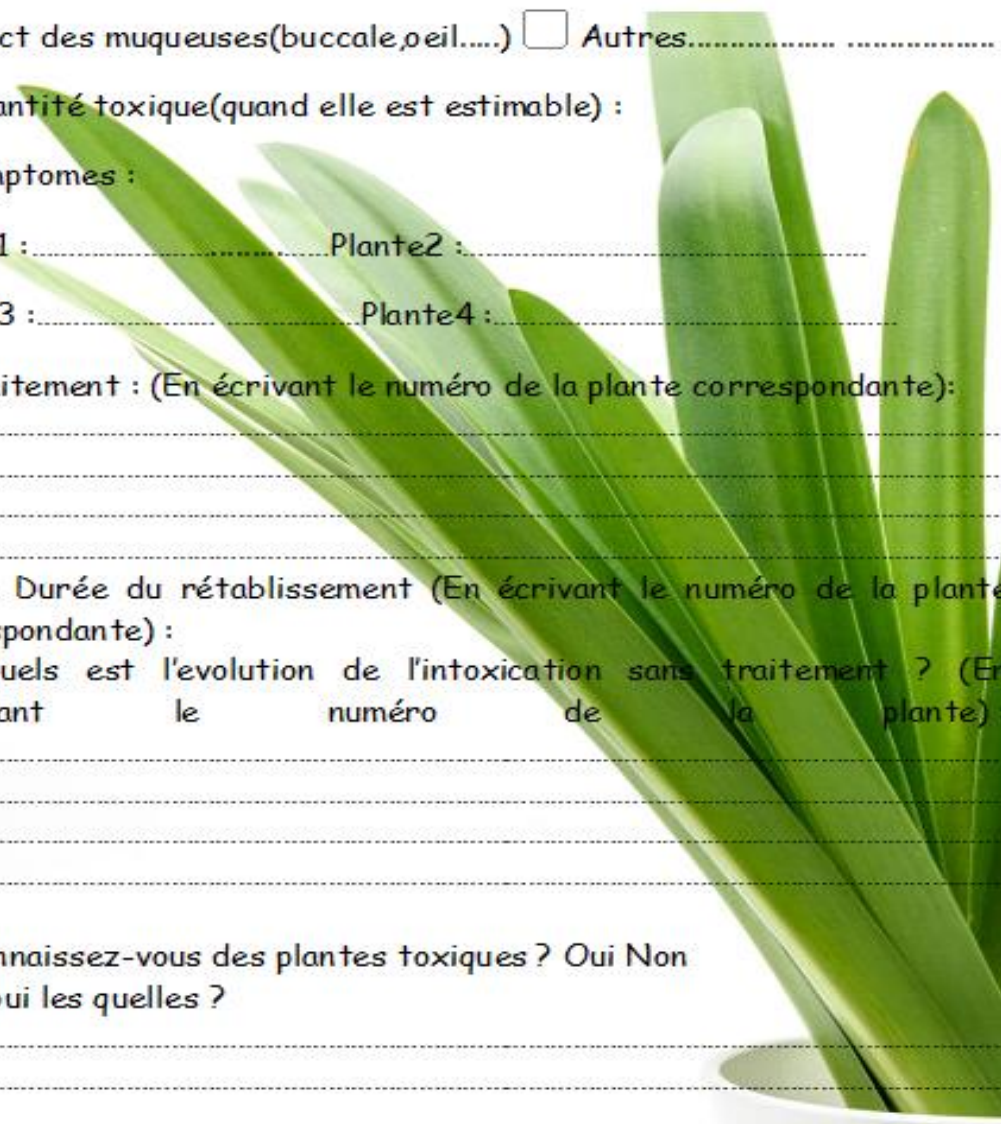 ct des muqueuses(buccale,oeil.....) Autres.................. ..................
antité toxique(quand elle est estimable) :
ptomes :
1 :.................................................Plante2 :..................................................
3 :.................................................Plante4 :..................................................
itement : (En écrivant le numéro de la plante correspondante):
Durée du rétablissement (En écrivant le numéro de la plante
pondante) :
uels est l'evolution de l'intoxication sans traitement ? (En
ant le numéro de la plante)
nnaissez-vous des plantes toxiques ? Oui Non
oui les quelles ?